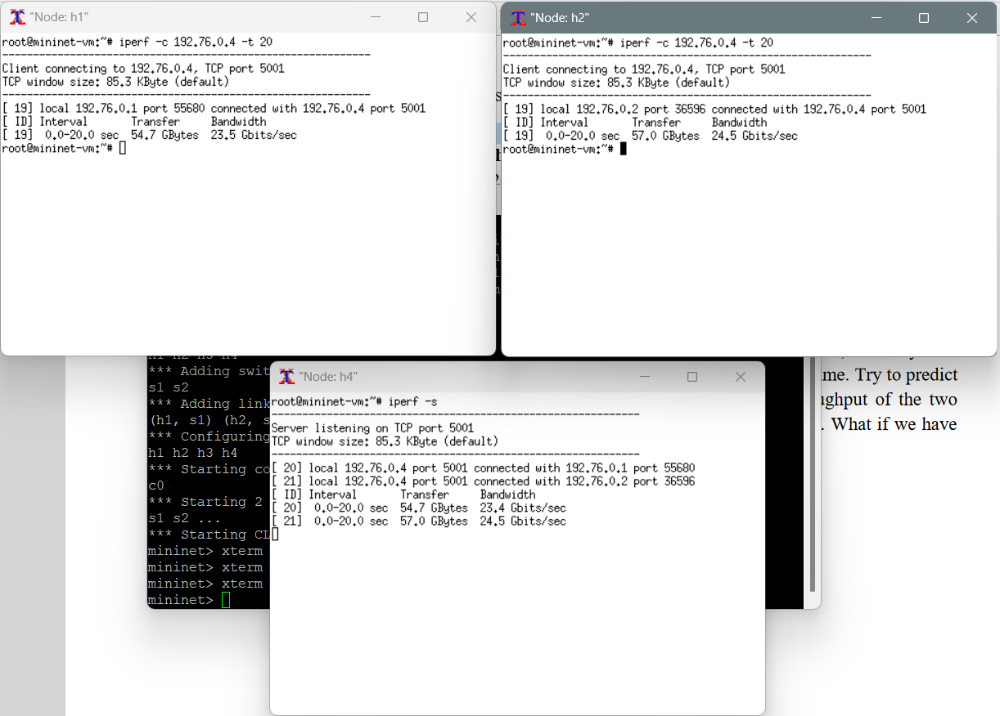 "Node: h1"
root@mininet-vm:~# iperf -c 192.76.0.4 -t 20
------------------------------------------------------------
Client connecting to 192.76.0.4, TCP port 5001
TCP window size: 85.3 KByte (default)
------------------------------------------------------------
[ 19] local 192.76.0.1 port 55680 connected with 192.76.0.4 port 5001
[ ID] Interval       Transfer     Bandwidth
[ 19]  0.0-20.0 sec  54.7 GBytes  23.5 Gbits/sec
root@mininet-vm:~#
"Node: h2"
root@mininet-vm:~# iperf -c 192.76.0.4 -t 20
------------------------------------------------------------
Client connecting to 192.76.0.4, TCP port 5001
TCP window size: 85.3 KByte (default)
------------------------------------------------------------
[ 19] local 192.76.0.2 port 36596 connected with 192.76.0.4 port 5001
[ ID] Interval       Transfer     Bandwidth
[ 19]  0.0-20.0 sec  57.0 GBytes  24.5 Gbits/sec
root@mininet-vm:~#
h1 h2 h3 h4
*** Adding swit
s1 s2
*** Adding link
(h1, s1) (h2, s
*** Configuring
h1 h2 h3 h4
*** Starting co
c0
*** Starting 2
s1 s2 ...
*** Starting CL
mininet> xterm
mininet> xterm
mininet> xterm
mininet>
"Node: h4"
root@mininet-vm:~# iperf -s
------------------------------------------------------------
Server listening on TCP port 5001
TCP window size: 85.3 KByte (default)
------------------------------------------------------------
[ 20] local 192.76.0.4 port 5001 connected with 192.76.0.1 port 55680
[ 21] local 192.76.0.4 port 5001 connected with 192.76.0.2 port 36596
[ ID] Interval       Transfer     Bandwidth
[ 20]  0.0-20.0 sec  54.7 GBytes  23.4 Gbits/sec
[ 21]  0.0-20.0 sec  57.0 GBytes  24.5 Gbits/sec
me. Try to predict
ghput of the two
. What if we have